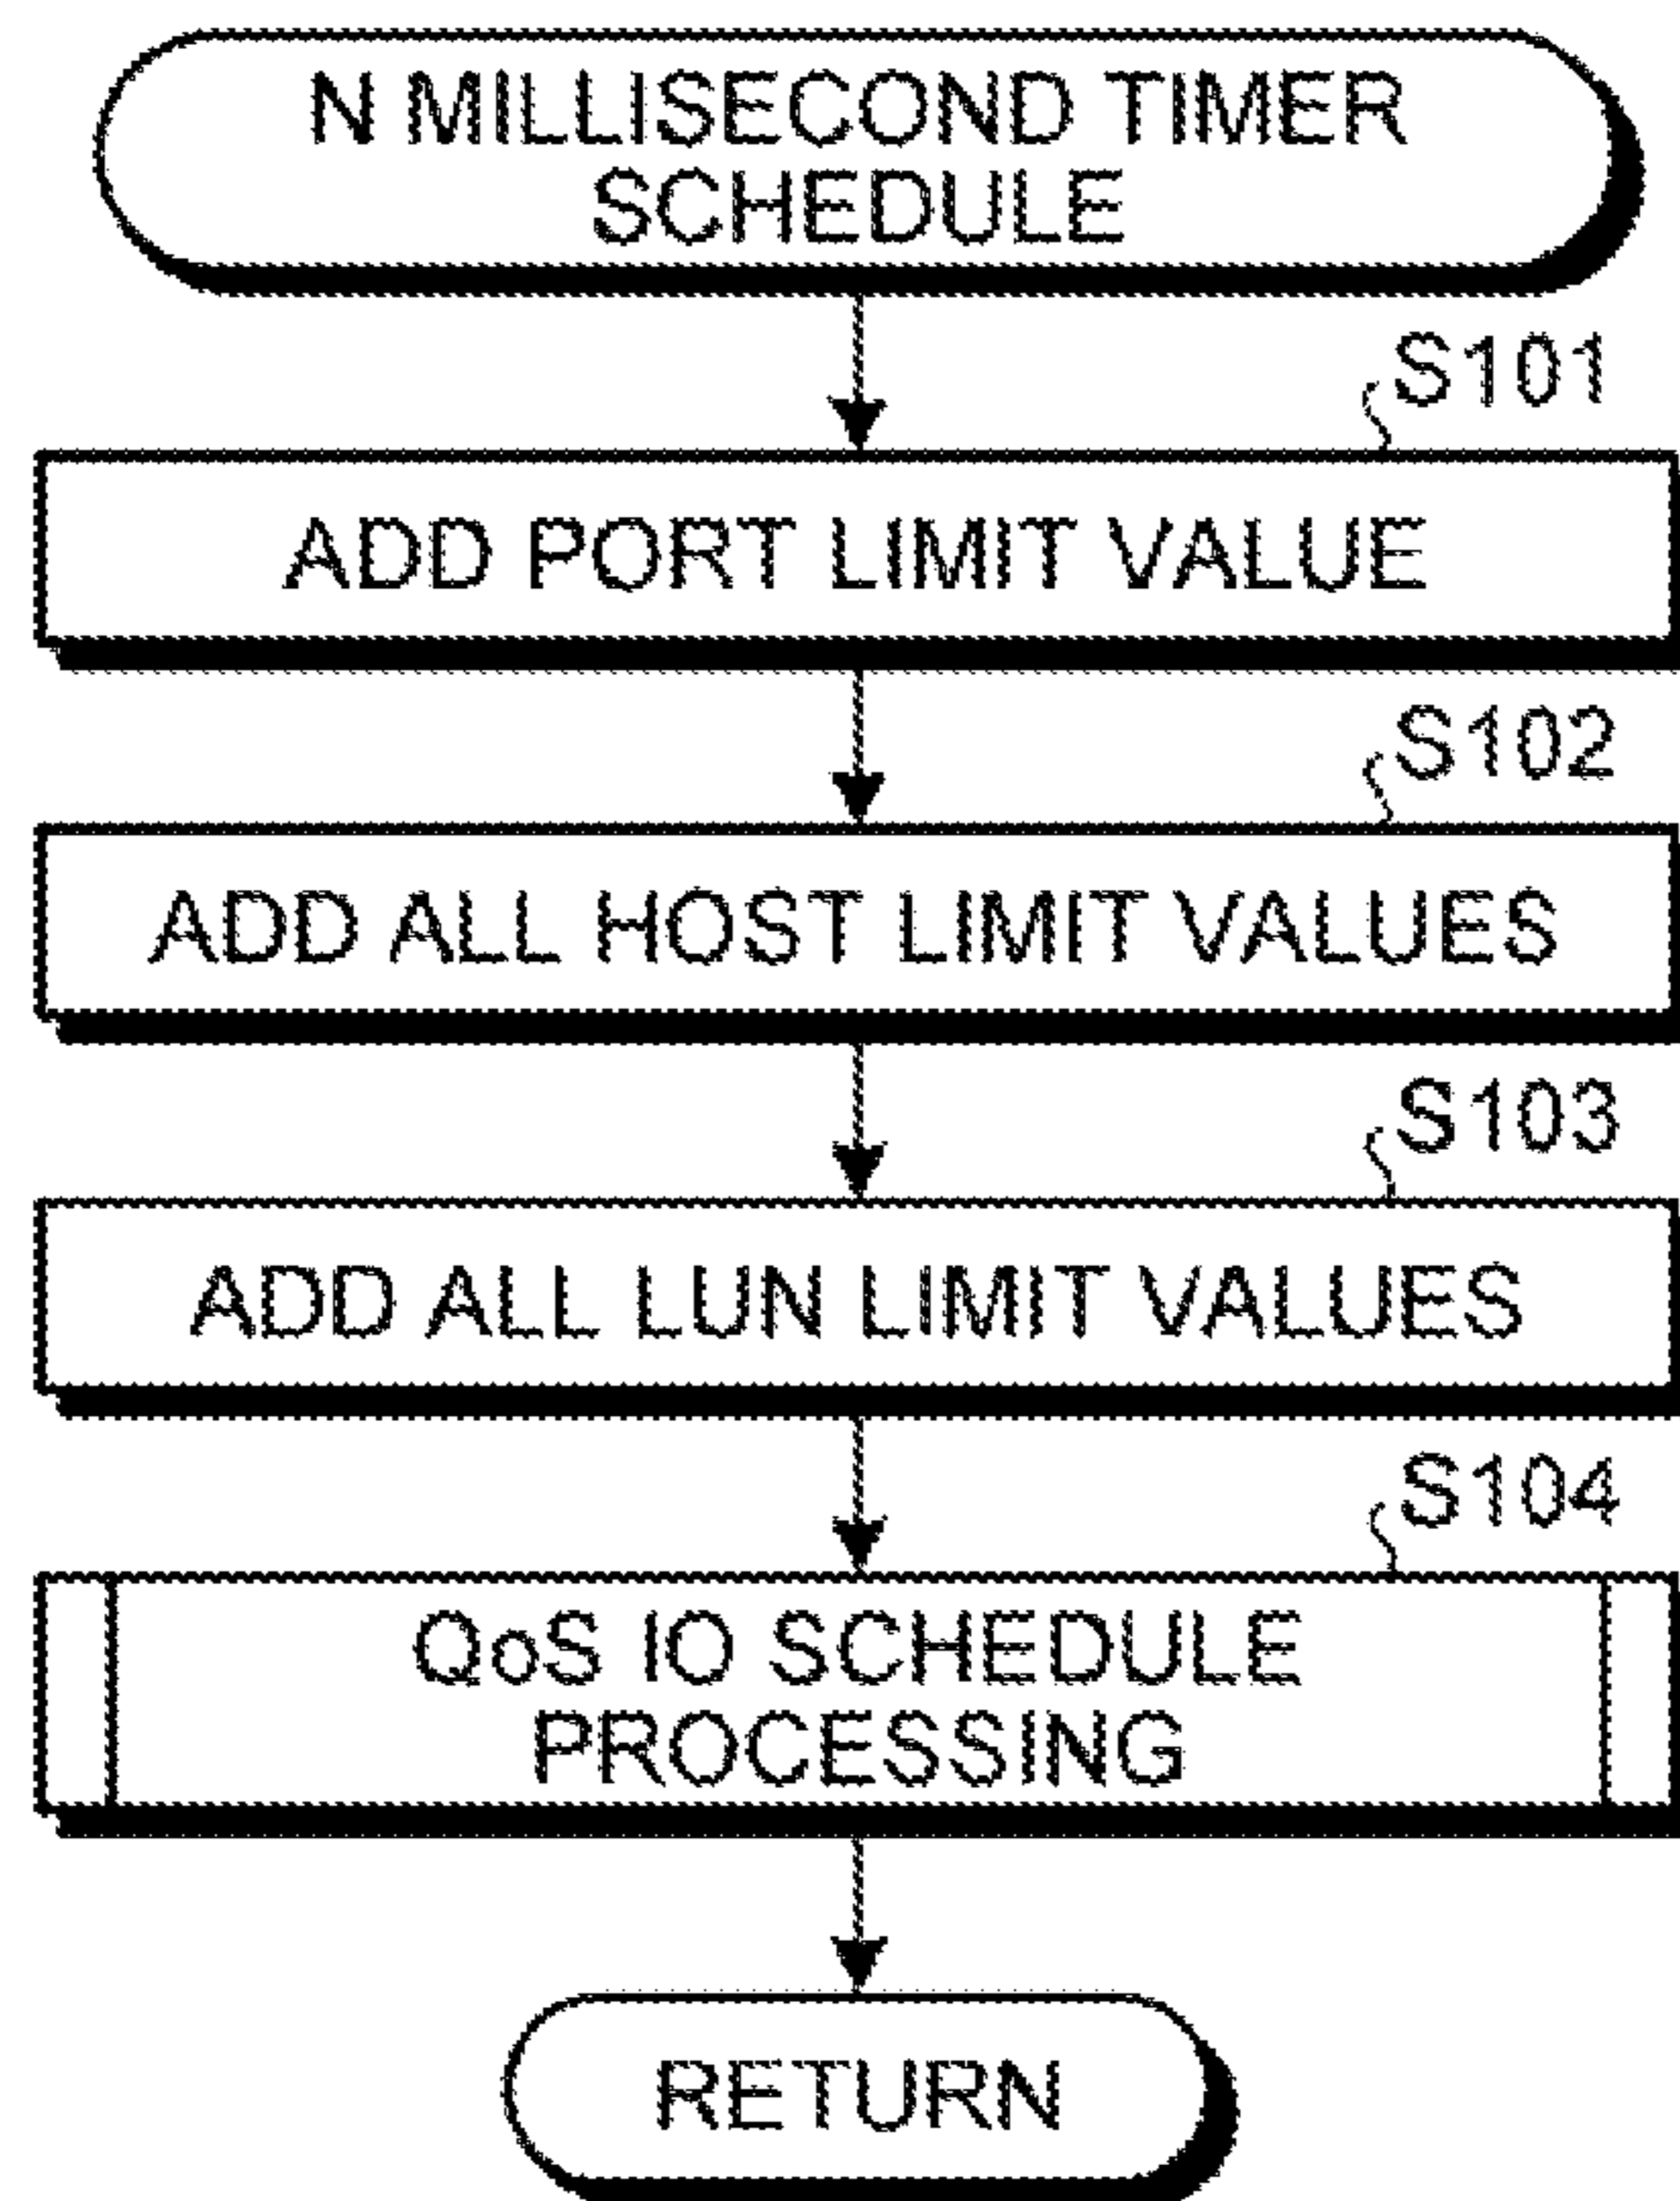 N MILLISECOND TIMER
SCHEDULE
S101
ADD PORT LIMIT VALUE
S102
ADD ALL HOST LIMIT VALUES
S103
ADD ALL LUN LIMIT VALUES
S104
QoS IO SCHEDULE
PROCESSING
RETURN